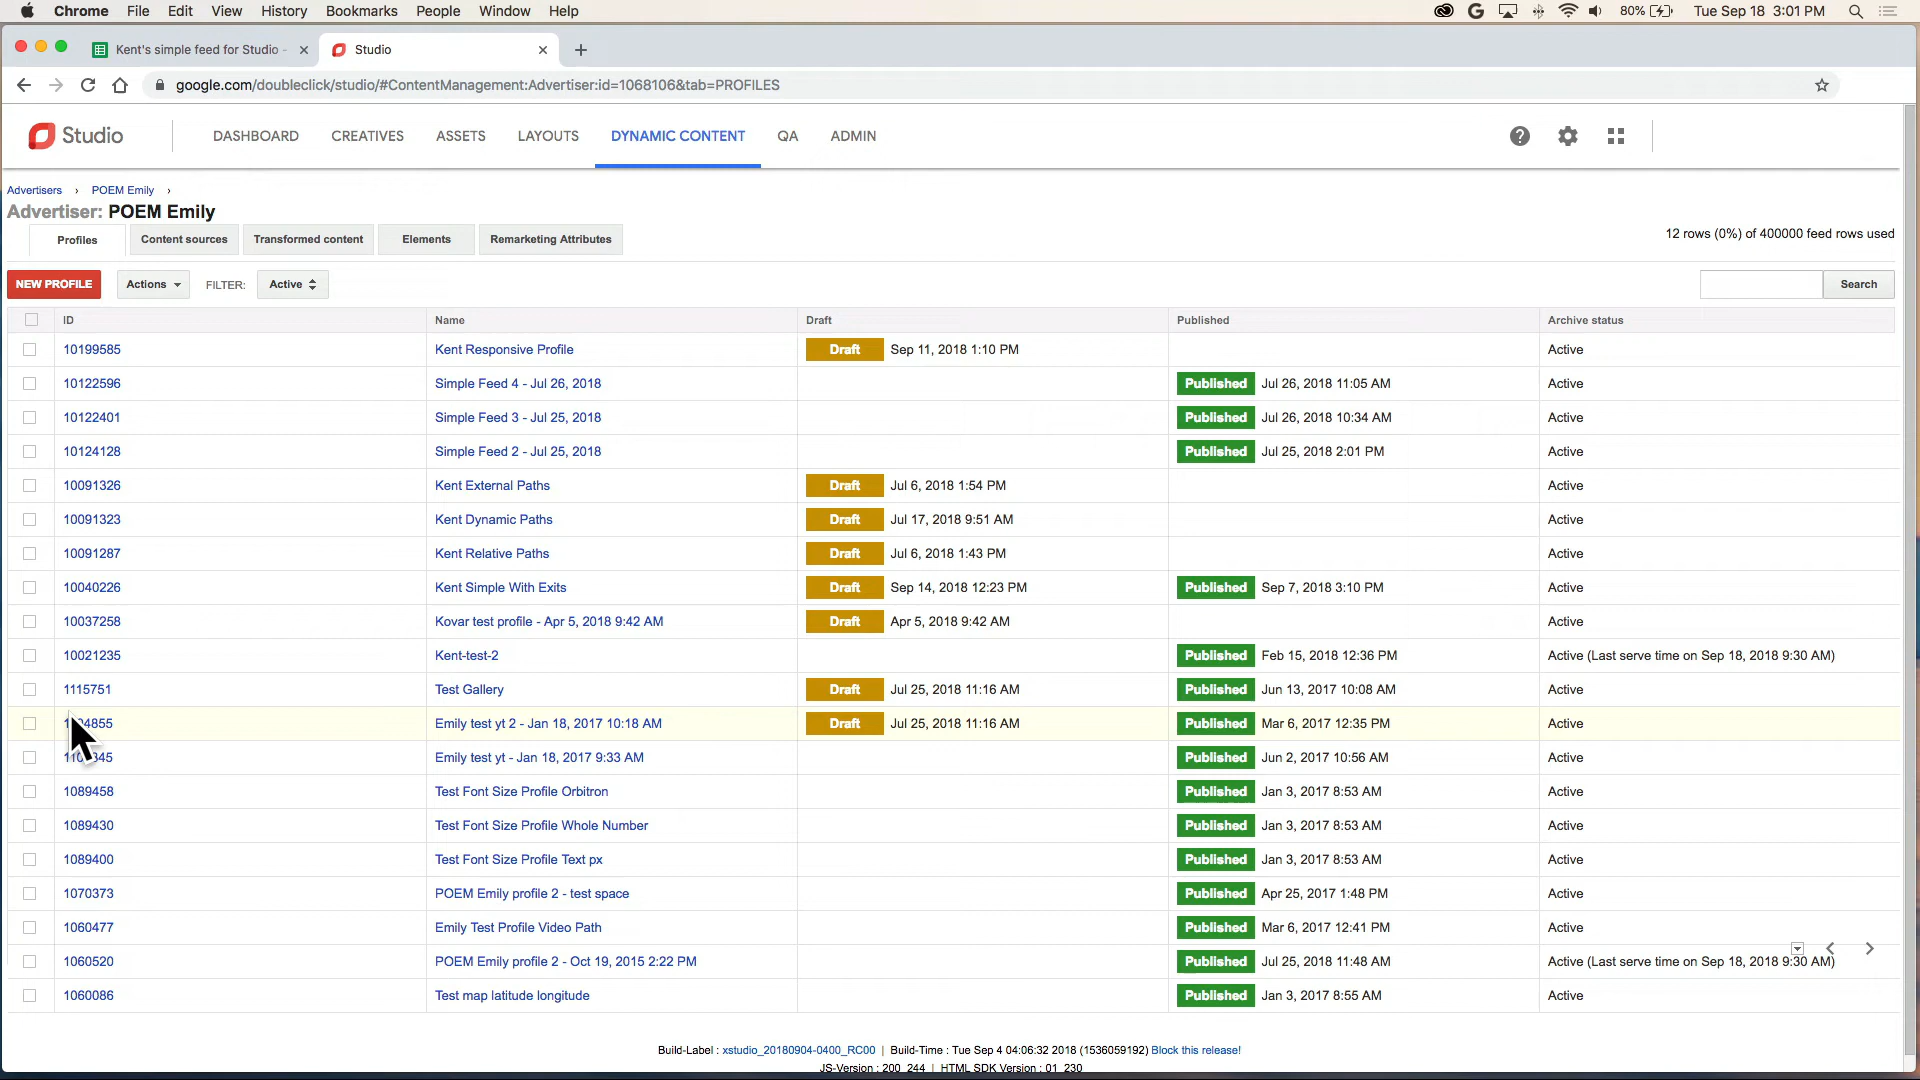 Chrome File Edit View History Bookmarks People Window Help 80% Tue Sep 18 3:01 PM
Kent's simple feed for Studio - Studio
google.com/doubleclick/studio/#ContentManagement:Advertiser:id=1068106&tab=PROFILES
Studio DASHBOARD CREATIVES ASSETS LAYOUTS DYNAMIC CONTENT QA ADMIN
Advertisers › POEM Emily ›
Advertiser: POEM Emily
Profiles Content sources Transformed content Elements Remarketing Attributes 12 rows (0%) of 400000 feed rows used
NEW PROFILE Actions FILTER: Active Search
ID Name Draft Published Archive status
10199585 Kent Responsive Profile Draft Sep 11, 2018 1:10 PM Active
10122596 Simple Feed 4 - Jul 26, 2018 Published Jul 26, 2018 11:05 AM Active
10122401 Simple Feed 3 - Jul 25, 2018 Published Jul 26, 2018 10:34 AM Active
10124128 Simple Feed 2 - Jul 25, 2018 Published Jul 25, 2018 2:01 PM Active
10091326 Kent External Paths Draft Jul 6, 2018 1:54 PM Active
10091323 Kent Dynamic Paths Draft Jul 17, 2018 9:51 AM Active
10091287 Kent Relative Paths Draft Jul 6, 2018 1:43 PM Active
10040226 Kent Simple With Exits Draft Sep 14, 2018 12:23 PM Published Sep 7, 2018 3:10 PM Active
10037258 Kovar test profile - Apr 5, 2018 9:42 AM Draft Apr 5, 2018 9:42 AM Active
10021235 Kent-test-2 Published Feb 15, 2018 12:36 PM Active (Last serve time on Sep 18, 2018 9:30 AM)
1115751 Test Gallery Draft Jul 25, 2018 11:16 AM Published Jun 13, 2017 10:08 AM Active
Emily test yt 2 - Jan 18, 2017 10:18 AM Draft Jul 25, 2018 11:16 AM Published Mar 6, 2017 12:35 PM Active
Emily test yt - Jan 18, 2017 9:33 AM Published Jun 2, 2017 10:56 AM Active
1089458 Test Font Size Profile Orbitron Published Jan 3, 2017 8:53 AM Active
1089430 Test Font Size Profile Whole Number Published Jan 3, 2017 8:53 AM Active
1089400 Test Font Size Profile Text px Published Jan 3, 2017 8:53 AM Active
1070373 POEM Emily profile 2 - test space Published Apr 25, 2017 1:48 PM Active
1060477 Emily Test Profile Video Path Published Mar 6, 2017 12:41 PM Active
1060520 POEM Emily profile 2 - Oct 19, 2015 2:22 PM Published Jul 25, 2018 11:48 AM Active (Last serve time on Sep 18, 2018 9:30 AM)
1060086 Test map latitude longitude Published Jan 3, 2017 8:55 AM Active
Build-Label : xstudio_20180904-0400_RC00 | Build-Time : Tue Sep 4 04:06:32 2018 (1536059192) Block this release!
JS-Version : 200_244 | HTML SDK Version : 01_230